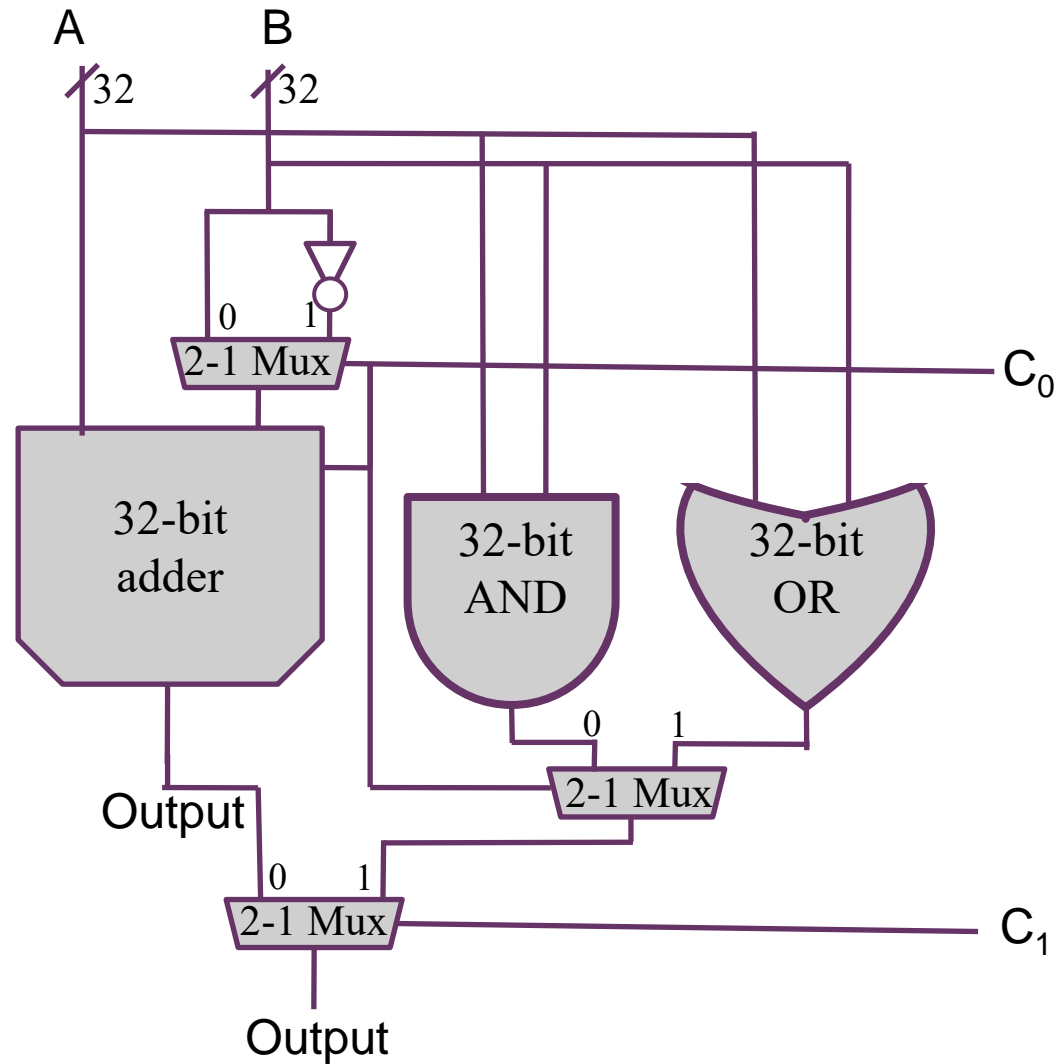 A B
32 32
0 1
2-1 Mux
C₀
32-bit
adder
32-bit
AND
32-bit
OR
0 1
2-1 Mux
Output
0 1
2-1 Mux
C₁
Output